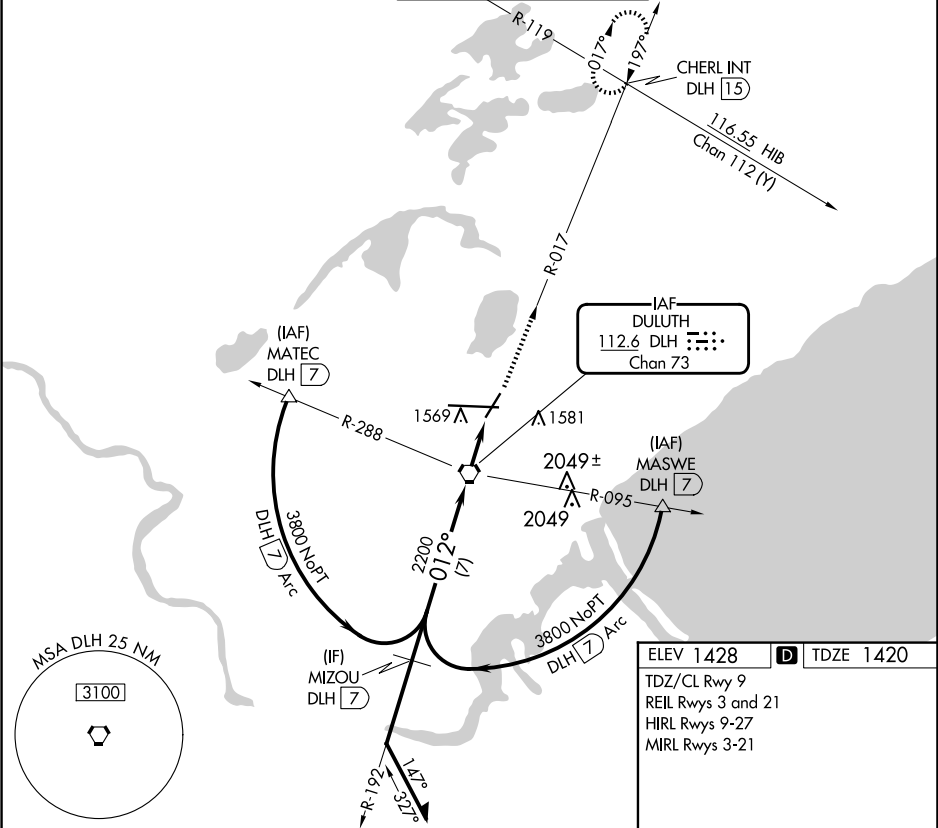 R-119
017°
197°
CHERL INT
DLH 15
116.55 HIB
Chan 112 (Y)
R-017
IAF
DULUTH
112.6 DLH
Chan 73
(IAF)
MATEC
DLH 7
R-288
1569
1581
2049±
2049
R-095
(IAF)
MASWE
DLH 7
3800 NoPT
DLH 7 Arc
2200
012°
(7)
3800 NoPT
DLH 7 Arc
(IF)
MIZOU
DLH 7
147°
327°
R-192
MSA DLH 25 NM
3100
ELEV 1428 D TDZE 1420
TDZ/CL Rwy 9
REIL Rwys 3 and 21
HIRL Rwys 9-27
MIRL Rwys 3-21